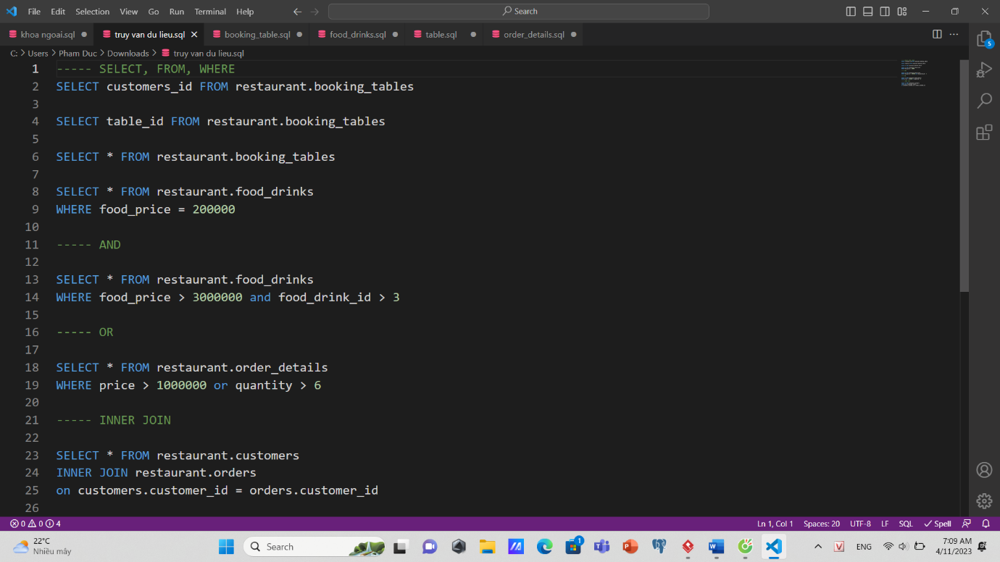 File Edit Selection View Go Run Terminal Help
Search
khoa ngoai.sql truy van du lieu.sql booking_table.sql food_drinks.sql table.sql order_details.sql
C: > Users > Pham Duc > Downloads > truy van du lieu.sql
1 ----- SELECT, FROM, WHERE
2 SELECT customers_id FROM restaurant.booking_tables
3
4 SELECT table_id FROM restaurant.booking_tables
5
6 SELECT * FROM restaurant.booking_tables
7
8 SELECT * FROM restaurant.food_drinks
9 WHERE food_price = 200000
10
11 ----- AND
12
13 SELECT * FROM restaurant.food_drinks
14 WHERE food_price > 3000000 and food_drink_id > 3
15
16 ----- OR
17
18 SELECT * FROM restaurant.order_details
19 WHERE price > 1000000 or quantity > 6
20
21 ----- INNER JOIN
22
23 SELECT * FROM restaurant.customers
24 INNER JOIN restaurant.orders
25 on customers.customer_id = orders.customer_id
26
5
0 0 4
Ln 1, Col 1 Spaces: 20 UTF-8 LF SQL Spell
22°C
Nhiều mây
Search
1
ENG
7:09 AM
4/11/2023